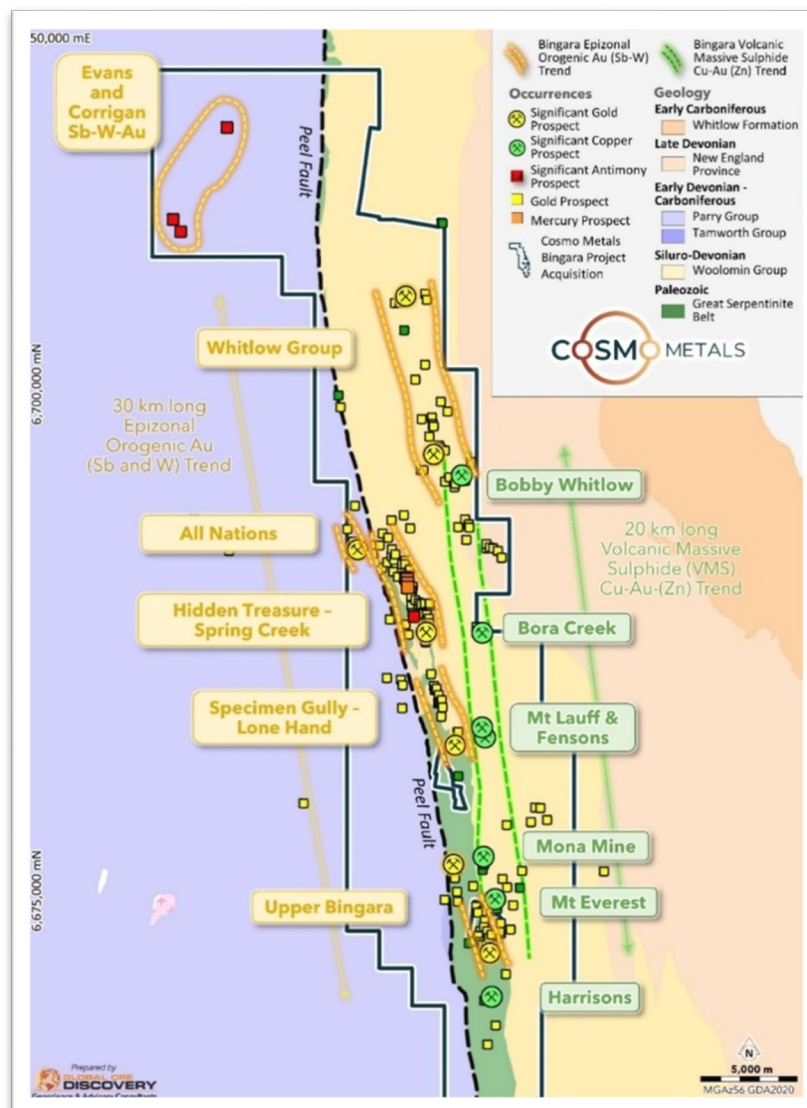 50,000 mE
Evans
and
Corrigan
Sb-W-Au
Peel Fault
Bingara Epizonal
Orogenic Au (Sb-W)
Trend
Bingara Volcanic
Massive Sulphide
Cu-Au (Zn) Trend
Occurrences
Significant Gold
Prospect
Significant Copper
Prospect
Significant Antimony
Prospect
Gold Prospect
Mercury Prospect
Cosmo Metals
Bingara Project
Acquisition
Geology
Early Carboniferous
Whitlow Formation
Late Devonian
New England
Province
Early Devonian -
Carboniferous
Parry Group
Tamworth Group
Siluro-Devonian
Woolomin Group
Paleozoic
Great Serpentinite
Belt
COSMO METALS
Whitlow Group
6,700,000 mN
30 km long
Epizonal
Orogenic Au
(Sb and W) Trend
Bobby Whitlow
All Nations
20 km long
Volcanic Massive
Sulphide (VMS)
Cu-Au-(Zn) Trend
Hidden Treasure –
Spring Creek
Bora Creek
Specimen Gully –
Lone Hand
Mt Lauff &
Fensons
Peel Fault
Mona Mine
6,675,000 mN
Upper Bingara
Mt Everest
Harrisons
Prepared by
GLOBAL ORE
DISCOVERY
Geoscience & Advisory Consultants
N
5,000 m
MGAz56 GDA2020